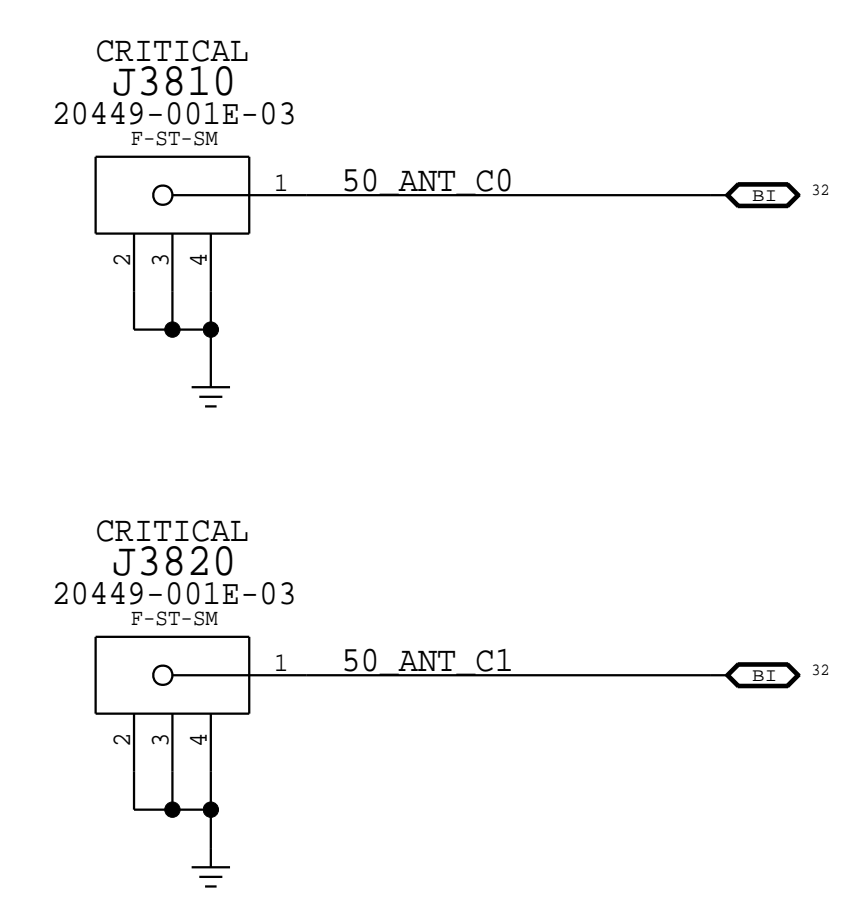 CRITICAL
J3810
20449-001E-03
F-ST-SM
1 50_ANT_C0 BI 32
2 3 4
CRITICAL
J3820
20449-001E-03
F-ST-SM
1 50_ANT_C1 BI 32
2 3 4